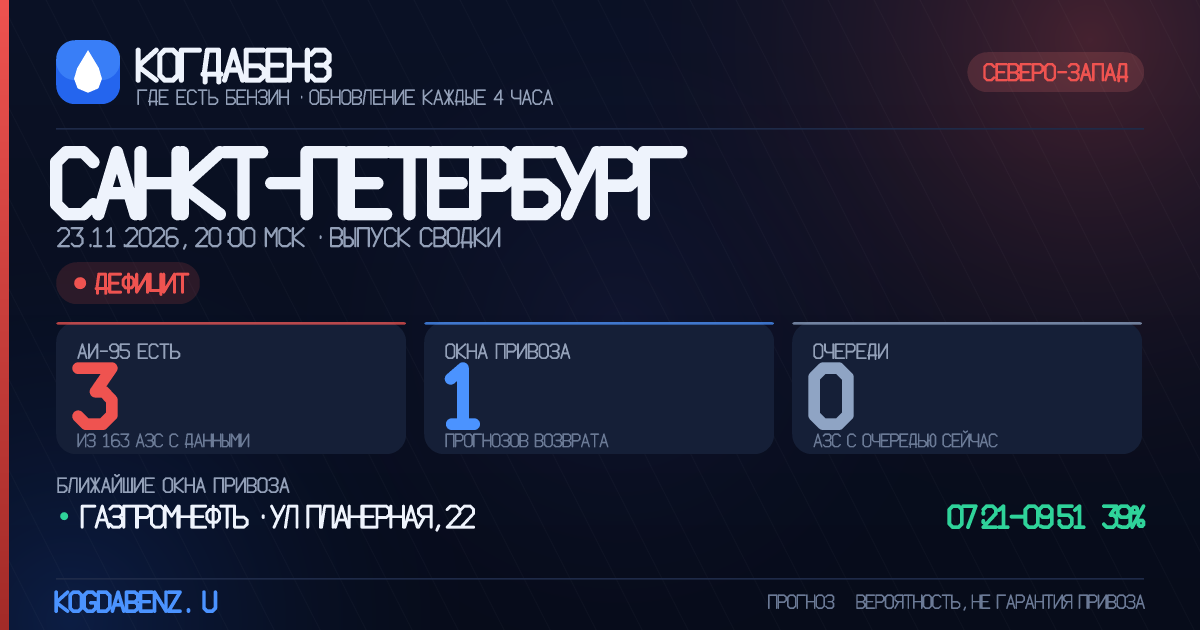 КОГДАБЕНЗ
ГДЕ ЕСТЬ БЕНЗИН · ОБНОВЛЕНИЕ КАЖДЫЕ 4 ЧАСА
СЕВЕРО-ЗАПАД
САНКТ-ПЕТЕРБУРГ
23.11.2026, 20:00 МСК · ВЫПУСК СВОДКИ
• ДЕФИЦИТ
АИ-95 ЕСТЬ
3
ИЗ 163 АЗС С ДАННЫМИ
ОКНА ПРИВОЗА
1
ПРОГНОЗОВ ВОЗВРАТА
ОЧЕРЕДИ
0
АЗС С ОЧЕРЕДЬЮ СЕЙЧАС
БЛИЖАЙШИЕ ОКНА ПРИВОЗА
• ГАЗПРОМНЕФТЬ · УЛ ПЛАНЕРНАЯ, 22
07:21-09:51 39%
KOGDABENZ. U
ПРОГНОЗ ВЕРОЯТНОСТЬ, НЕ ГАРАНТИЯ ПРИВОЗА